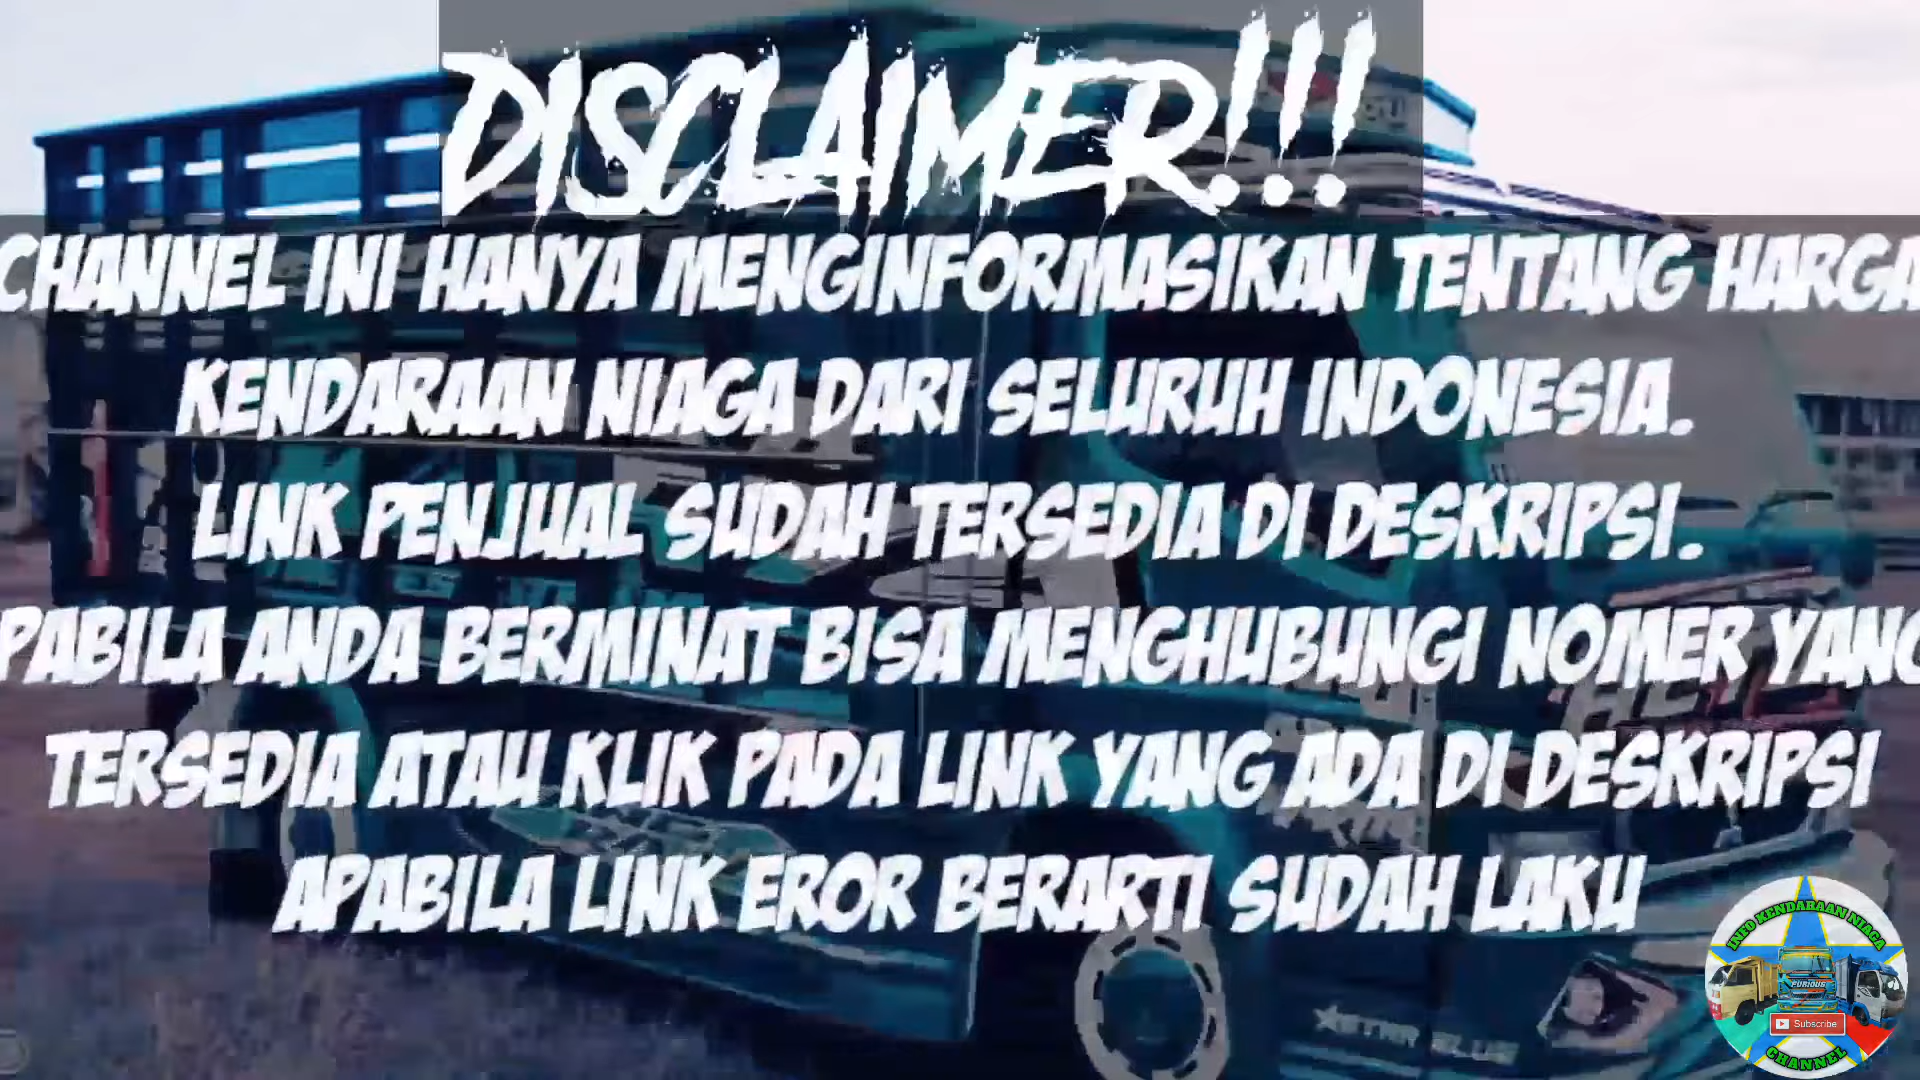 DISCLAIMER!!!
CHANNEL INI HANYA MENGINFORMASIKAN TENTANG HARGA
KENDARAAN NIAGA DARI SELURUH INDONESIA.
LINK PENJUAL SUDAH TERSEDIA DI DESKRIPSI.
PABILA ANDA BERMINAT BISA MENGHUBUNGI NOMER YANG
TERSEDIA ATAU KLIK PADA LINK YANG ADA DI DESKRIPSI
APABILA LINK EROR BERARTI SUDAH LAKU
INFO KENDARAAN NIAGA
FURIOUS
Subscribe
CHANNEL